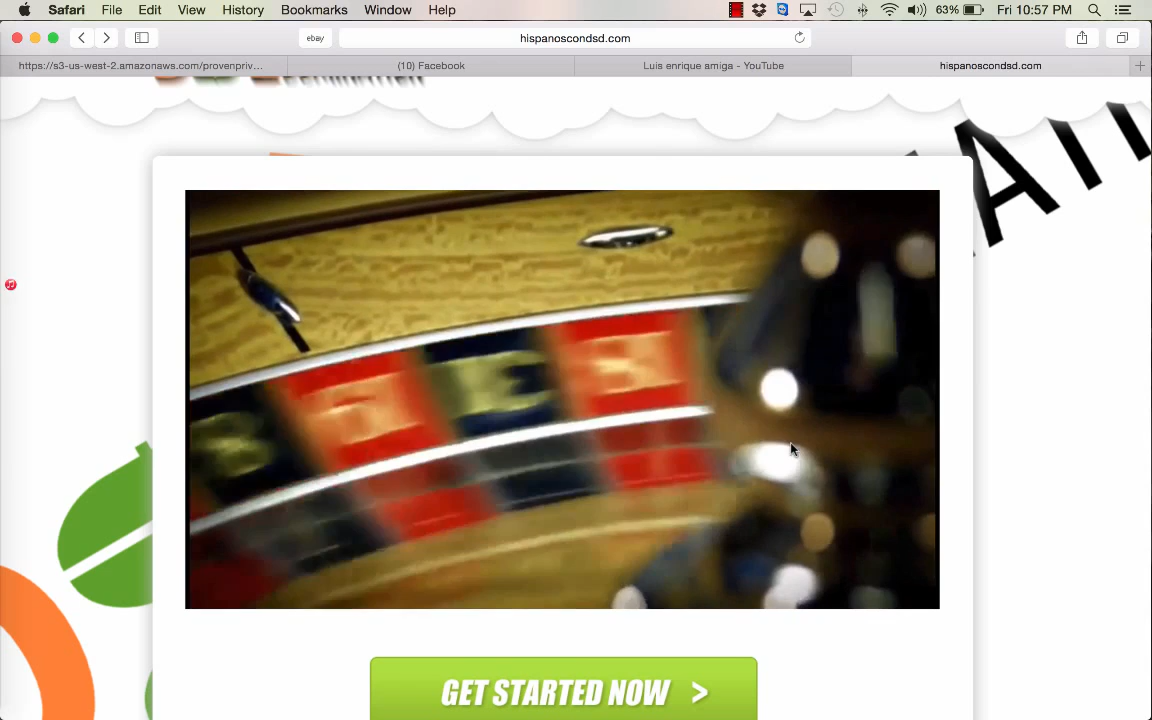 Safari File Edit View History Bookmarks Window Help 63% Fri 10:57 PM
ebay hispanoscondsd.com
https://s3-us-west-2.amazonaws.com/provenpriv... (10) Facebook Luis enrique amiga - YouTube hispanoscondsd.com
GET STARTED NOW >